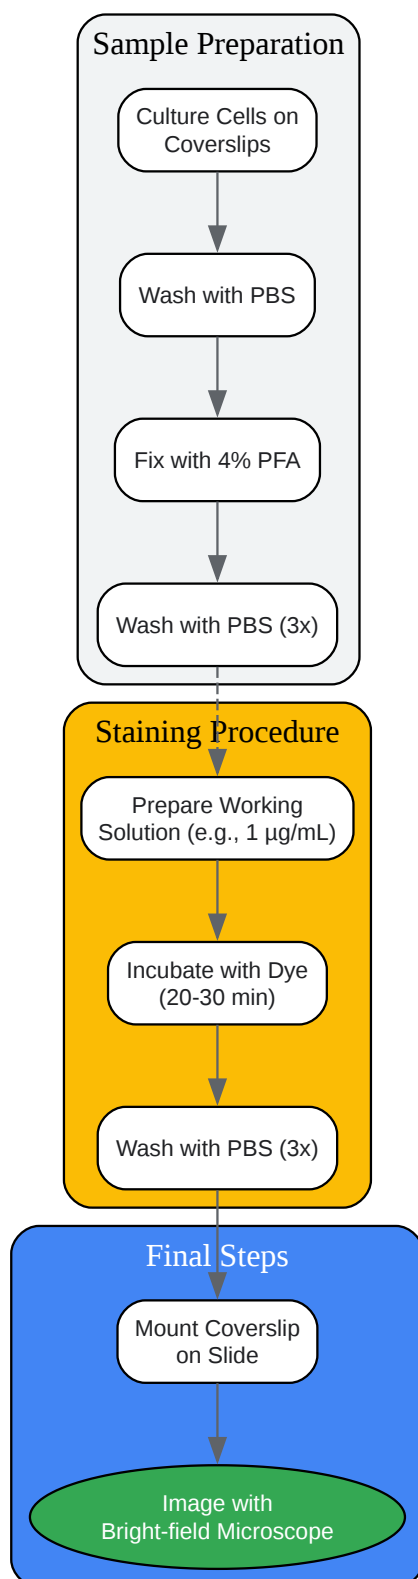 Sample Preparation
Culture Cells on
Coverslips
Wash with PBS
Fix with 4% PFA
Wash with PBS (3x)
Staining Procedure
Prepare Working
Solution (e.g., 1 µg/mL)
Incubate with Dye
(20-30 min)
Wash with PBS (3x)
Final Steps
Mount Coverslip
on Slide
Image with
Bright-field Microscope